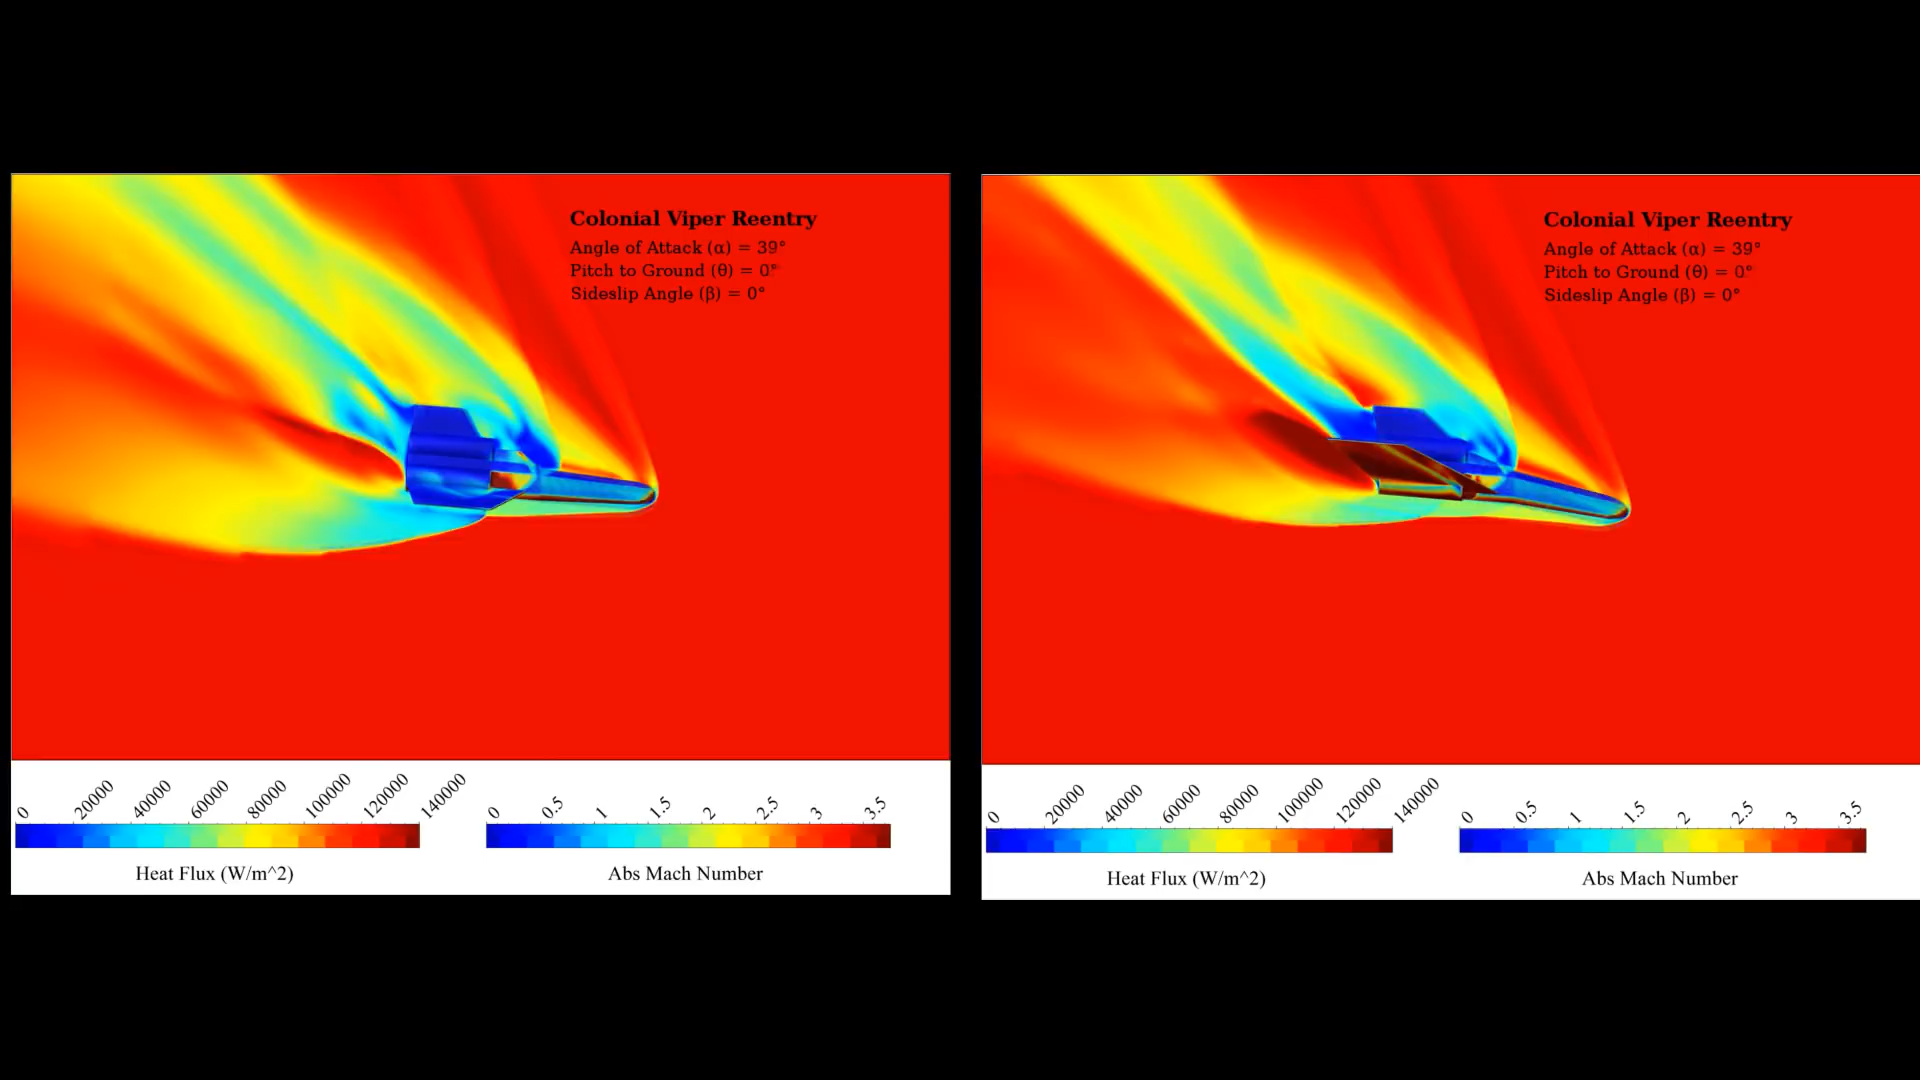 Colonial Viper Reentry
Angle of Attack (α) = 39°
Pitch to Ground (θ) = 0°
Sideslip Angle (β) = 0°
0 20000 40000 60000 80000 100000 120000 140000
Heat Flux (W/m^2)
0 0.5 1 1.5 2 2.5 3 3.5
Abs Mach Number
Colonial Viper Reentry
Angle of Attack (α) = 39°
Pitch to Ground (θ) = 0°
Sideslip Angle (β) = 0°
0 20000 40000 60000 80000 100000 120000 140000
Heat Flux (W/m^2)
0 0.5 1 1.5 2 2.5 3 3.5
Abs Mach Number